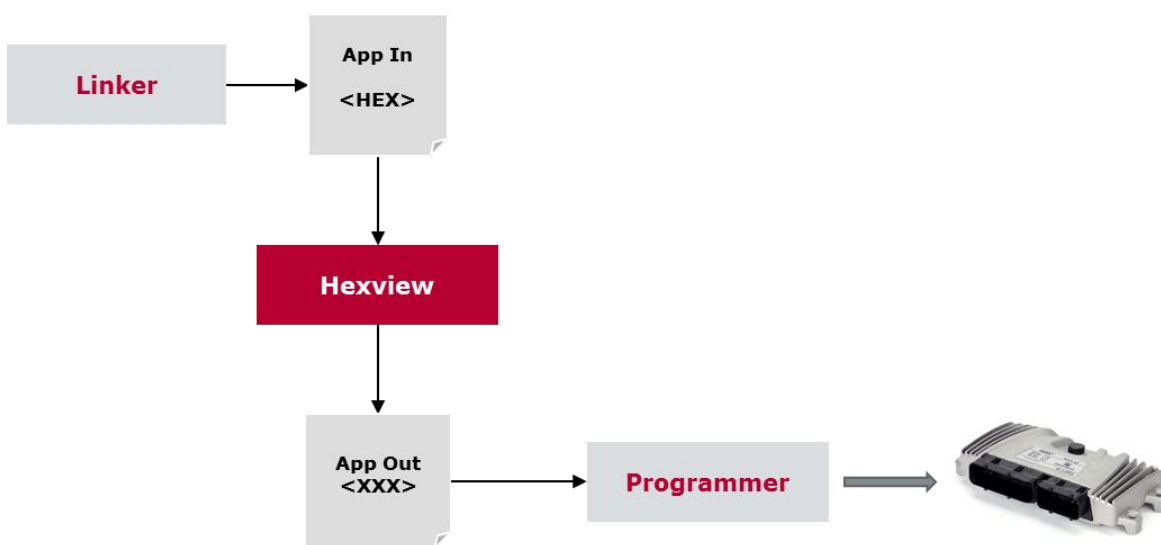 Linker
App In
<HEX>
Hexview
App Out
<XXX>
Programmer